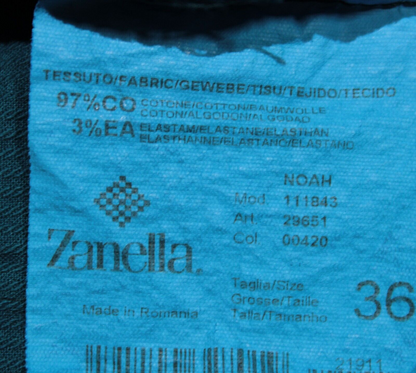 TESSUTO/FABRIC/GEWEBE/TISU/TEJIDO/TECIDO
97%CO COTONE/COTTON/BAUMWOLLE
COTON/ALGODON/ALGODAO
3%EA ELASTAM/ELASTANE/ELASTHAN
ELASTHANNE/ELASTANO/ELASTANO
NOAH
Mod. 111843
Art. 29651
Col. 00420
Zanella.
Taglia/Size
Grosse/Taille
Talla/Tamanho
36
Made in Romania
21911